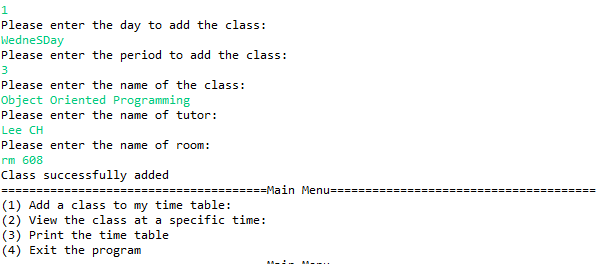 1
Please enter the day to add the class:
WedneSDay
Please enter the period to add the class:
3
Please enter the name of the class:
Object Oriented Programming
Please enter the name of tutor:
Lee CH
Please enter the name of room:
rm 608
Class successfully added
======================================Main Menu======================================
(1) Add a class to my time table:
(2) View the class at a specific time:
(3) Print the time table
(4) Exit the program